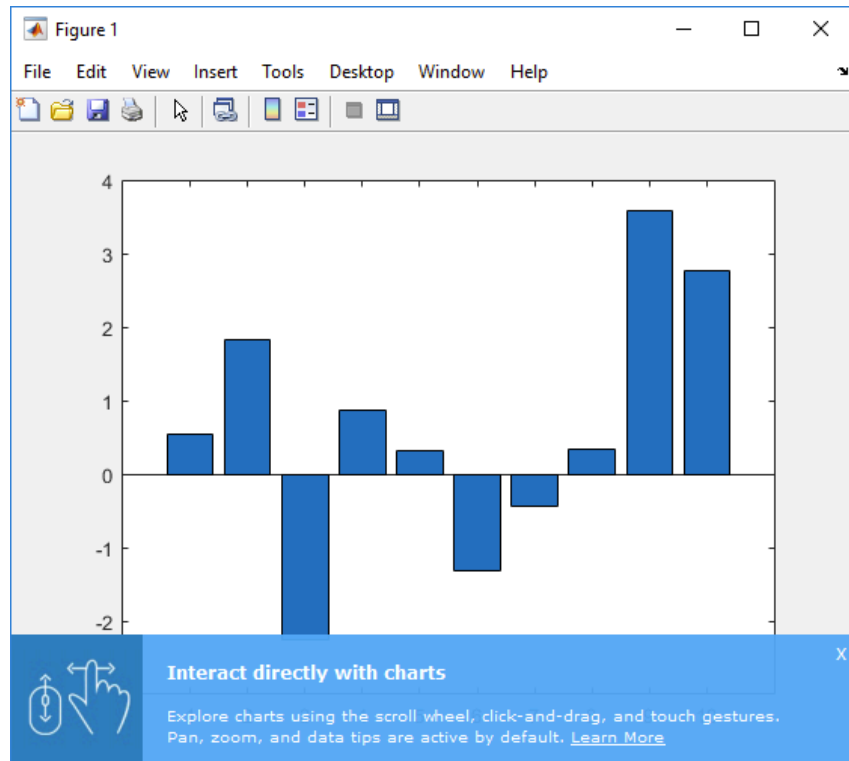 Figure 1
File Edit View Insert Tools Desktop Window Help
4
3
2
1
0
-1
-2
X
Interact directly with charts
Explore charts using the scroll wheel, click-and-drag, and touch gestures.
Pan, zoom, and data tips are active by default. Learn More